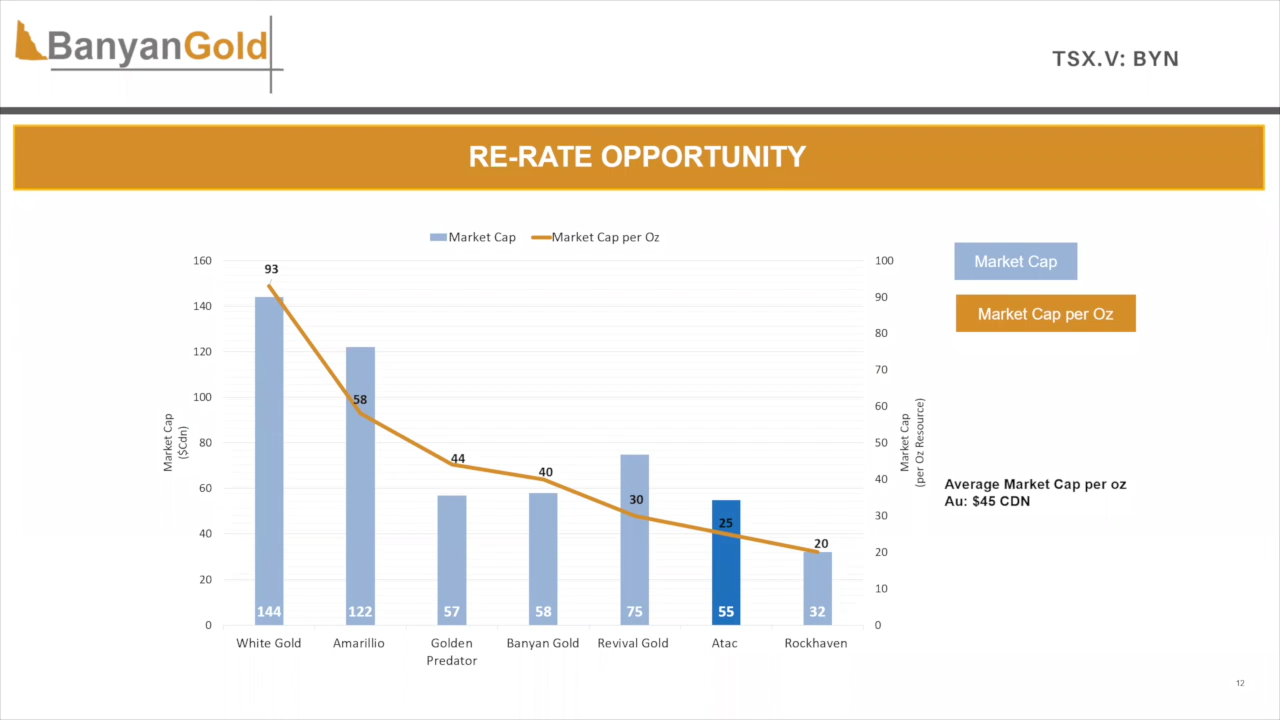 BanyanGold
TSX.V: BYN
RE-RATE OPPORTUNITY
Market Cap
Market Cap per Oz
Market Cap
Market Cap per Oz
160
140
120
100
80
60
40
20
0
Market Cap
($Cdn)
93
58
44
40
30
25
20
144
122
57
58
75
55
32
White Gold
Amarillio
Golden
Predator
Banyan Gold
Revival Gold
Atac
Rockhaven
100
90
80
70
60
50
40
30
20
10
0
Market Cap
(per Oz Resource)
Average Market Cap per oz
Au: $45 CDN
12